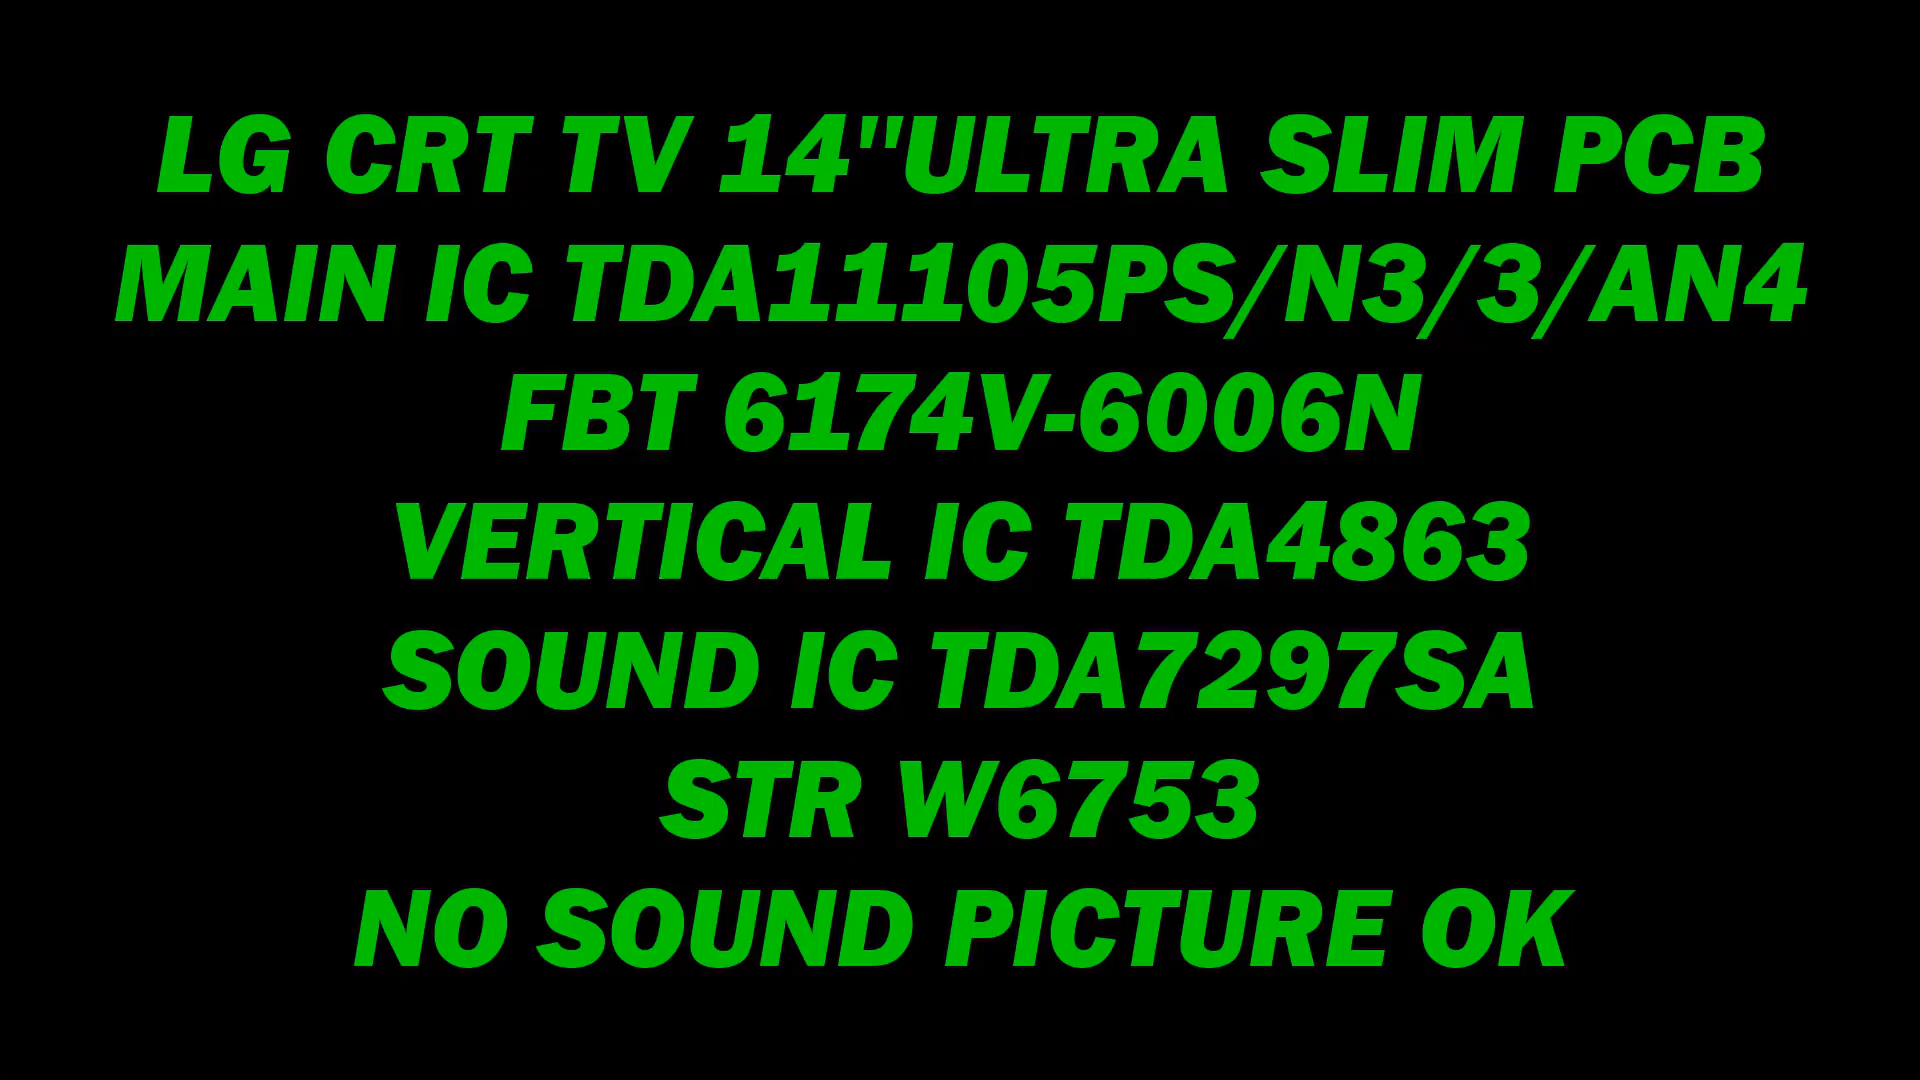 LG CRT TV 14"ULTRA SLIM PCB
MAIN IC TDA11105PS/N3/3/AN4
FBT 6174V-6006N
VERTICAL IC TDA4863
SOUND IC TDA7297SA
STR W6753
NO SOUND PICTURE OK